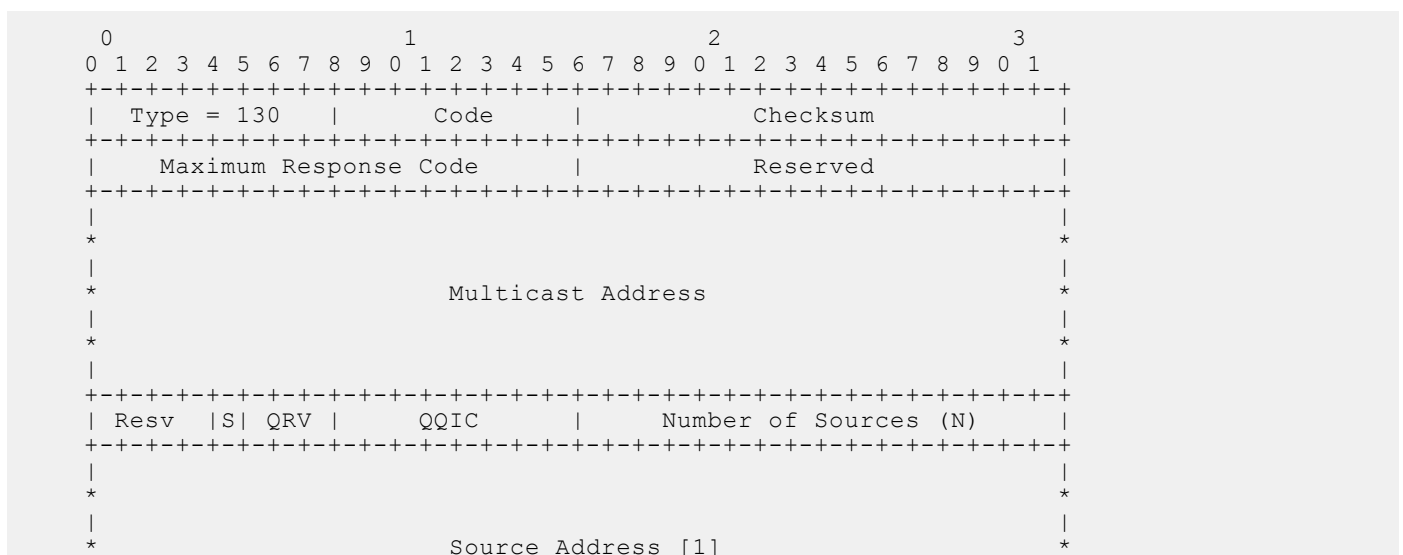 0                   1                   2                   3
0 1 2 3 4 5 6 7 8 9 0 1 2 3 4 5 6 7 8 9 0 1 2 3 4 5 6 7 8 9 0 1
+-+-+-+-+-+-+-+-+-+-+-+-+-+-+-+-+-+-+-+-+-+-+-+-+-+-+-+-+-+-+-+-+
|  Type = 130   |      Code     |           Checksum            |
+-+-+-+-+-+-+-+-+-+-+-+-+-+-+-+-+-+-+-+-+-+-+-+-+-+-+-+-+-+-+-+-+
|    Maximum Response Code      |           Reserved            |
+-+-+-+-+-+-+-+-+-+-+-+-+-+-+-+-+-+-+-+-+-+-+-+-+-+-+-+-+-+-+-+-+
|                                                               |
*                                                               *
|                                                               |
*                       Multicast Address                       *
|                                                               |
*                                                               *
|                                                               |
+-+-+-+-+-+-+-+-+-+-+-+-+-+-+-+-+-+-+-+-+-+-+-+-+-+-+-+-+-+-+-+-+
| Resv  |S| QRV |     QQIC      |     Number of Sources (N)     |
+-+-+-+-+-+-+-+-+-+-+-+-+-+-+-+-+-+-+-+-+-+-+-+-+-+-+-+-+-+-+-+-+
|                                                               |
*                                                               *
|                                                               |
*                       Source Address [1]                      *